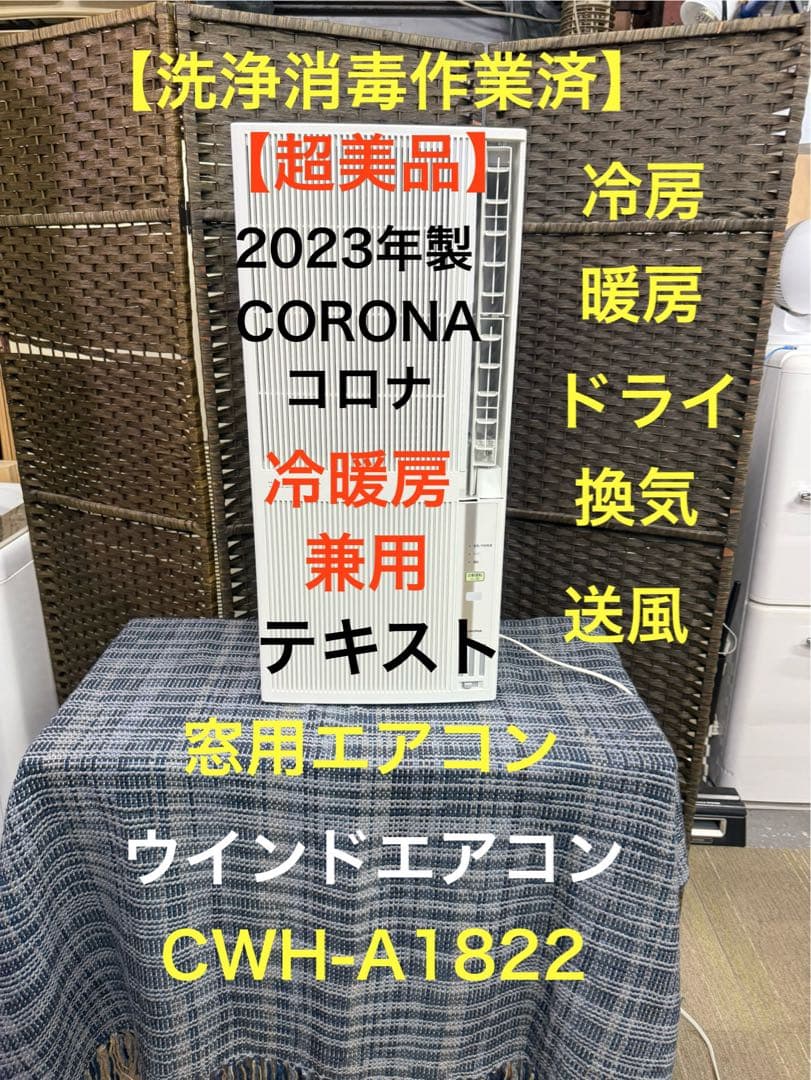 【洗浄消毒作業済】
【超美品】
2023年製
CORONA
コロナ
冷暖房
兼用
テキスト
冷房
暖房
ドライ
換気
送風
窓用エアコン
ウインドエアコン
CWH-A1822